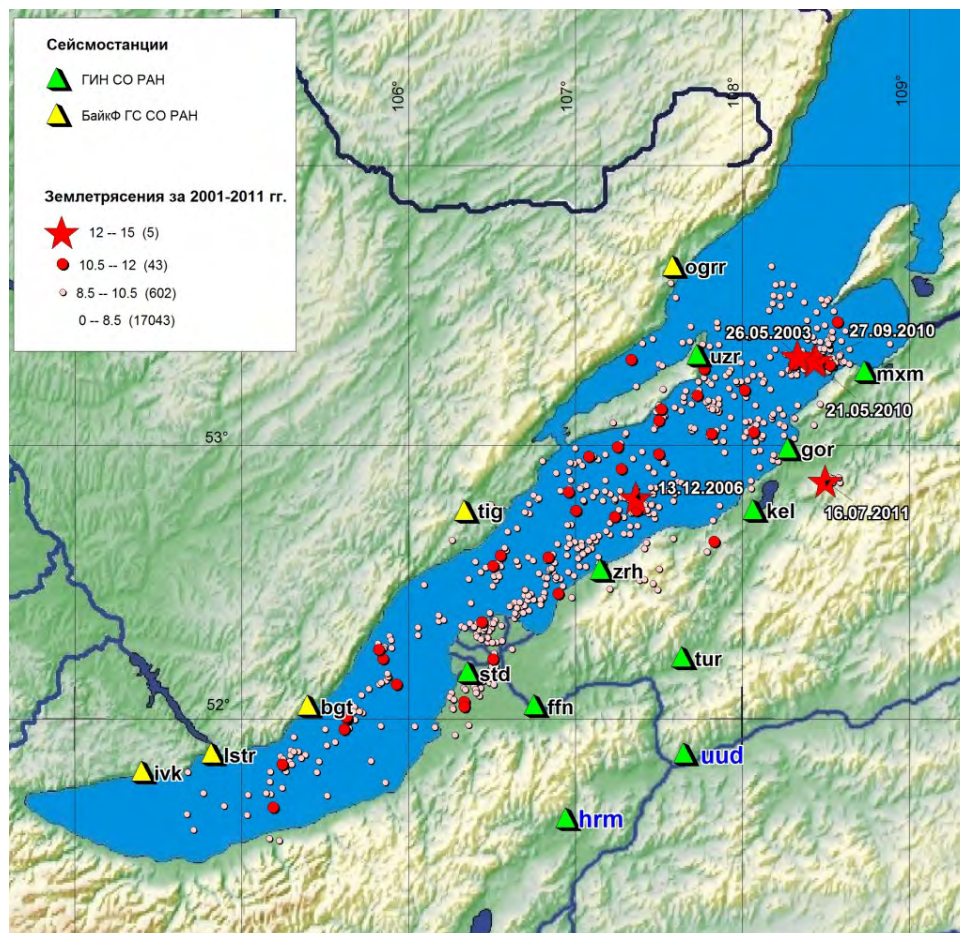 Сейсмостанции
ГИН СО РАН
БайкФ ГС СО РАН
Землетрясения за 2001-2011 гг.
12 -- 15 (5)
10.5 -- 12 (43)
8.5 -- 10.5 (602)
0 -- 8.5 (17043)
106°
107°
108°
109°
ogrr
26.05.2003
27.09.2010
uzr
mxm
21.05.2010
53°
gor
13.12.2006
tig
kel
16.07.2011
zrh
std
tur
bgt
ffn
52°
lstr
uud
ivk
hrm